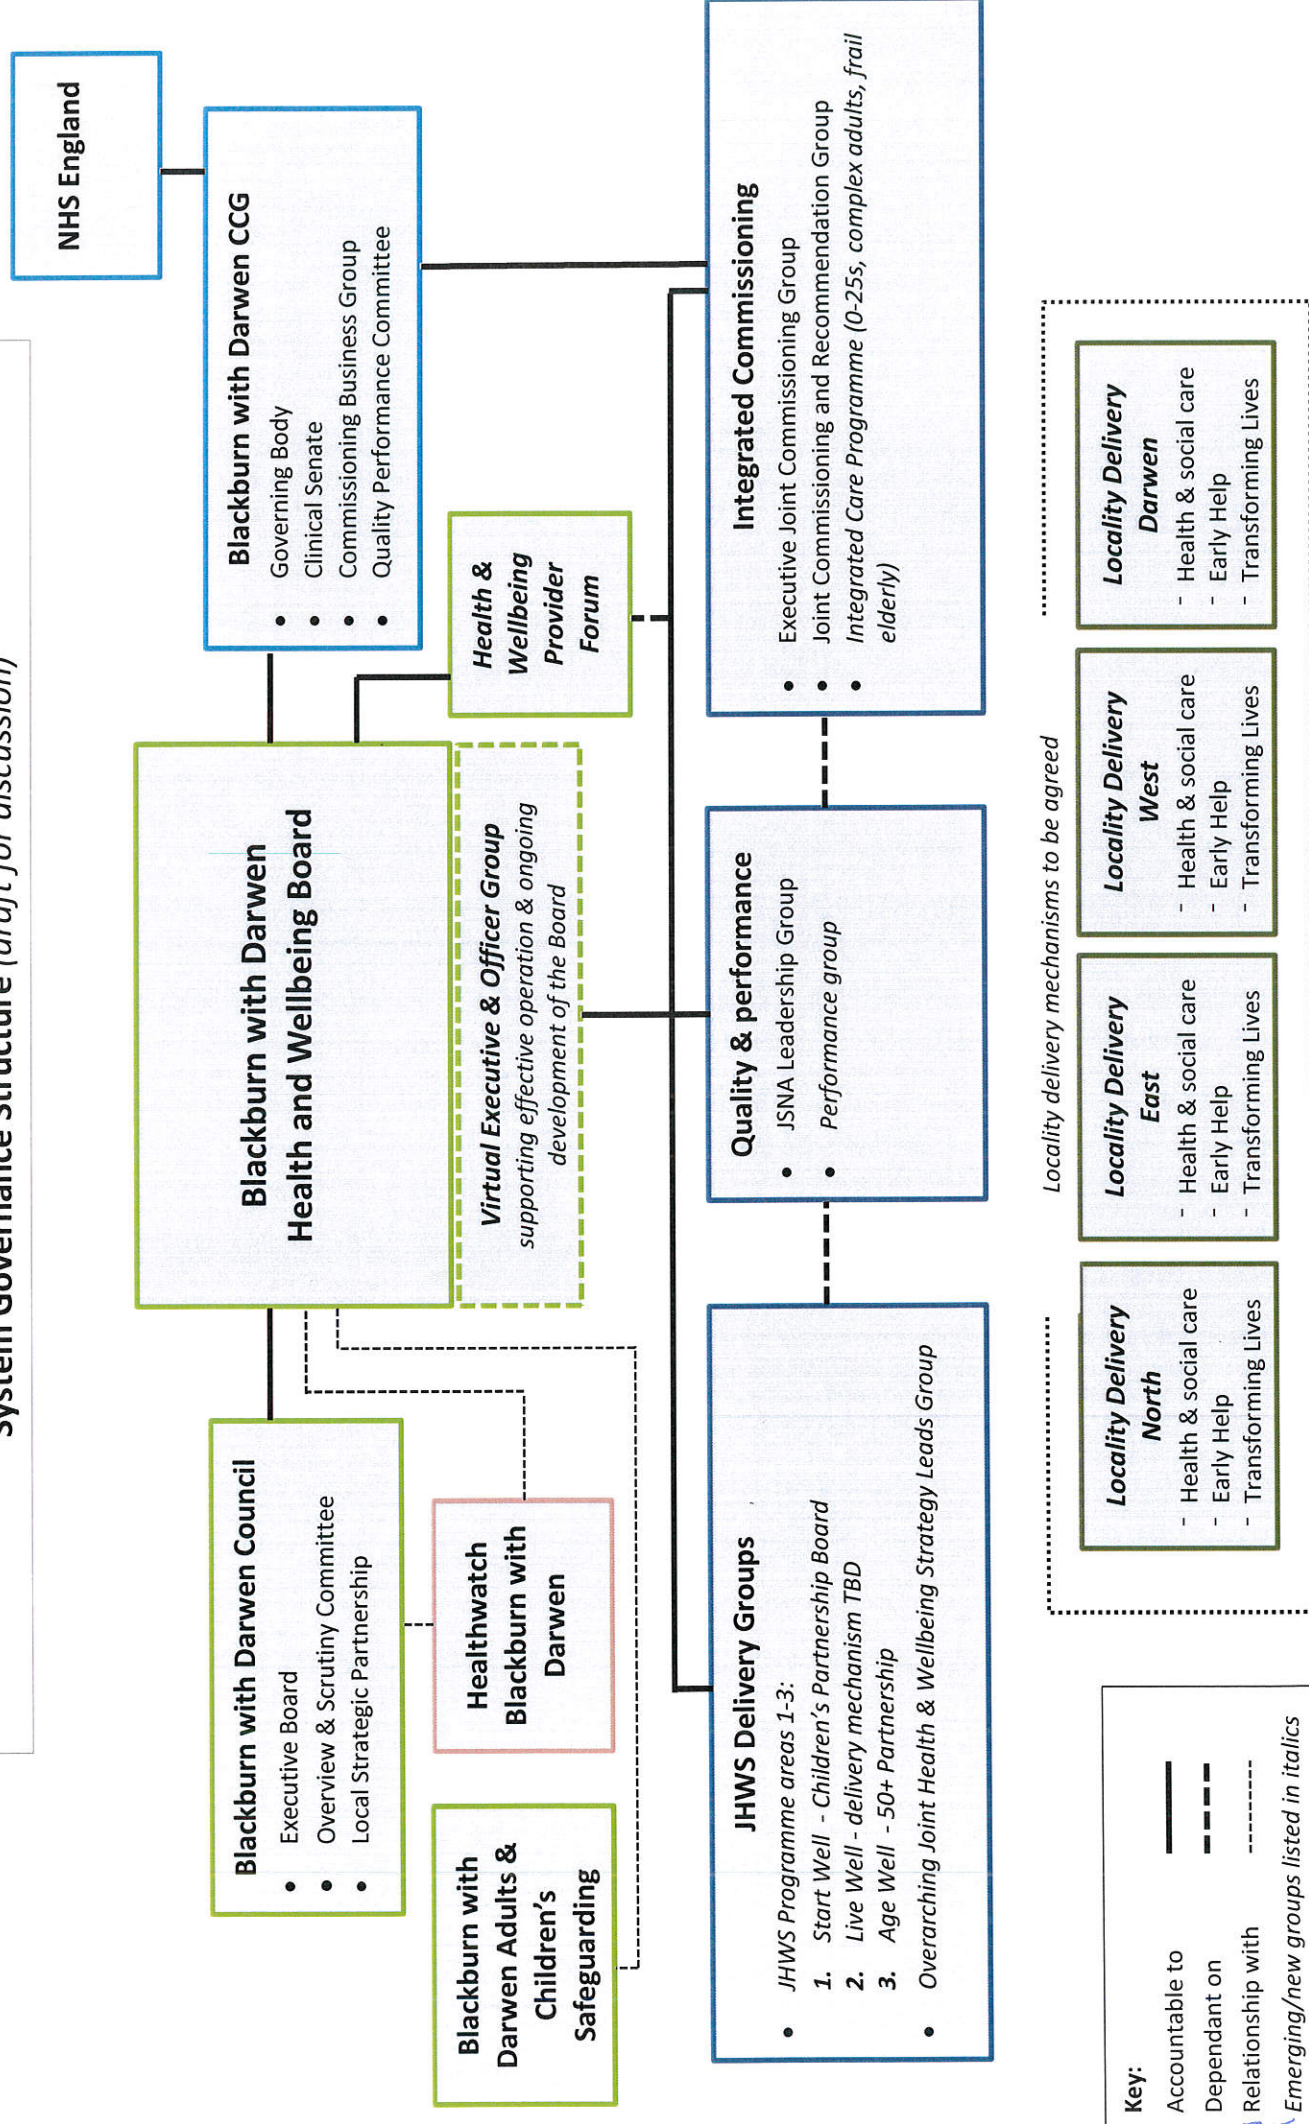 System Governance Structure (draft for discussion)
NHS England
Blackburn with Darwen Council
• Executive Board
• Overview & Scrutiny Committee
• Local Strategic Partnership
Blackburn with Darwen
Health and Wellbeing Board
Blackburn with Darwen CCG
• Governing Body
• Clinical Senate
• Commissioning Business Group
• Quality Performance Committee
Blackburn with
Darwen Adults &
Children’s
Safeguarding
Healthwatch
Blackburn with
Darwen
Virtual Executive & Officer Group
supporting effective operation & ongoing
development of the Board
Health &
Wellbeing
Provider
Forum
JHWS Delivery Groups
• JHWS Programme areas 1-3:
1. Start Well - Children’s Partnership Board
2. Live Well - delivery mechanism TBD
3. Age Well - 50+ Partnership
• Overarching Joint Health & Wellbeing Strategy Leads Group
Quality & performance
• JSNA Leadership Group
• Performance group
Integrated Commissioning
• Executive Joint Commissioning Group
• Joint Commissioning and Recommendation Group
• Integrated Care Programme (0-25s, complex adults, frail
elderly)
Locality delivery mechanisms to be agreed
Locality Delivery
North
- Health & social care
- Early Help
- Transforming Lives
Locality Delivery
East
- Health & social care
- Early Help
- Transforming Lives
Locality Delivery
West
- Health & social care
- Early Help
- Transforming Lives
Locality Delivery
Darwen
- Health & social care
- Early Help
- Transforming Lives
Key:
Accountable to
Dependant on
Relationship with
Emerging/new groups listed in italics